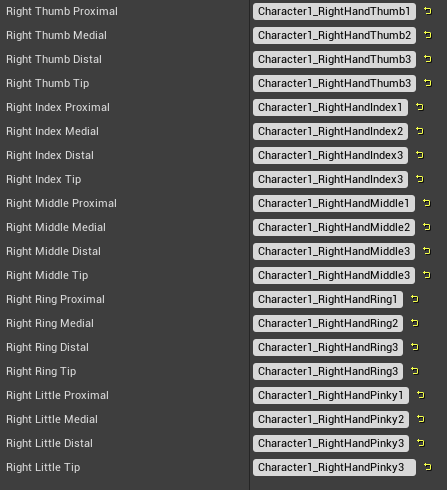 Right Thumb Proximal Character1_RightHandThumb1
Right Thumb Medial Character1_RightHandThumb2
Right Thumb Distal Character1_RightHandThumb3
Right Thumb Tip Character1_RightHandThumb3
Right Index Proximal Character1_RightHandIndex1
Right Index Medial Character1_RightHandIndex2
Right Index Distal Character1_RightHandIndex3
Right Index Tip Character1_RightHandIndex3
Right Middle Proximal Character1_RightHandMiddle1
Right Middle Medial Character1_RightHandMiddle2
Right Middle Distal Character1_RightHandMiddle3
Right Middle Tip Character1_RightHandMiddle3
Right Ring Proximal Character1_RightHandRing1
Right Ring Medial Character1_RightHandRing2
Right Ring Distal Character1_RightHandRing3
Right Ring Tip Character1_RightHandRing3
Right Little Proximal Character1_RightHandPinky1
Right Little Medial Character1_RightHandPinky2
Right Little Distal Character1_RightHandPinky3
Right Little Tip Character1_RightHandPinky3